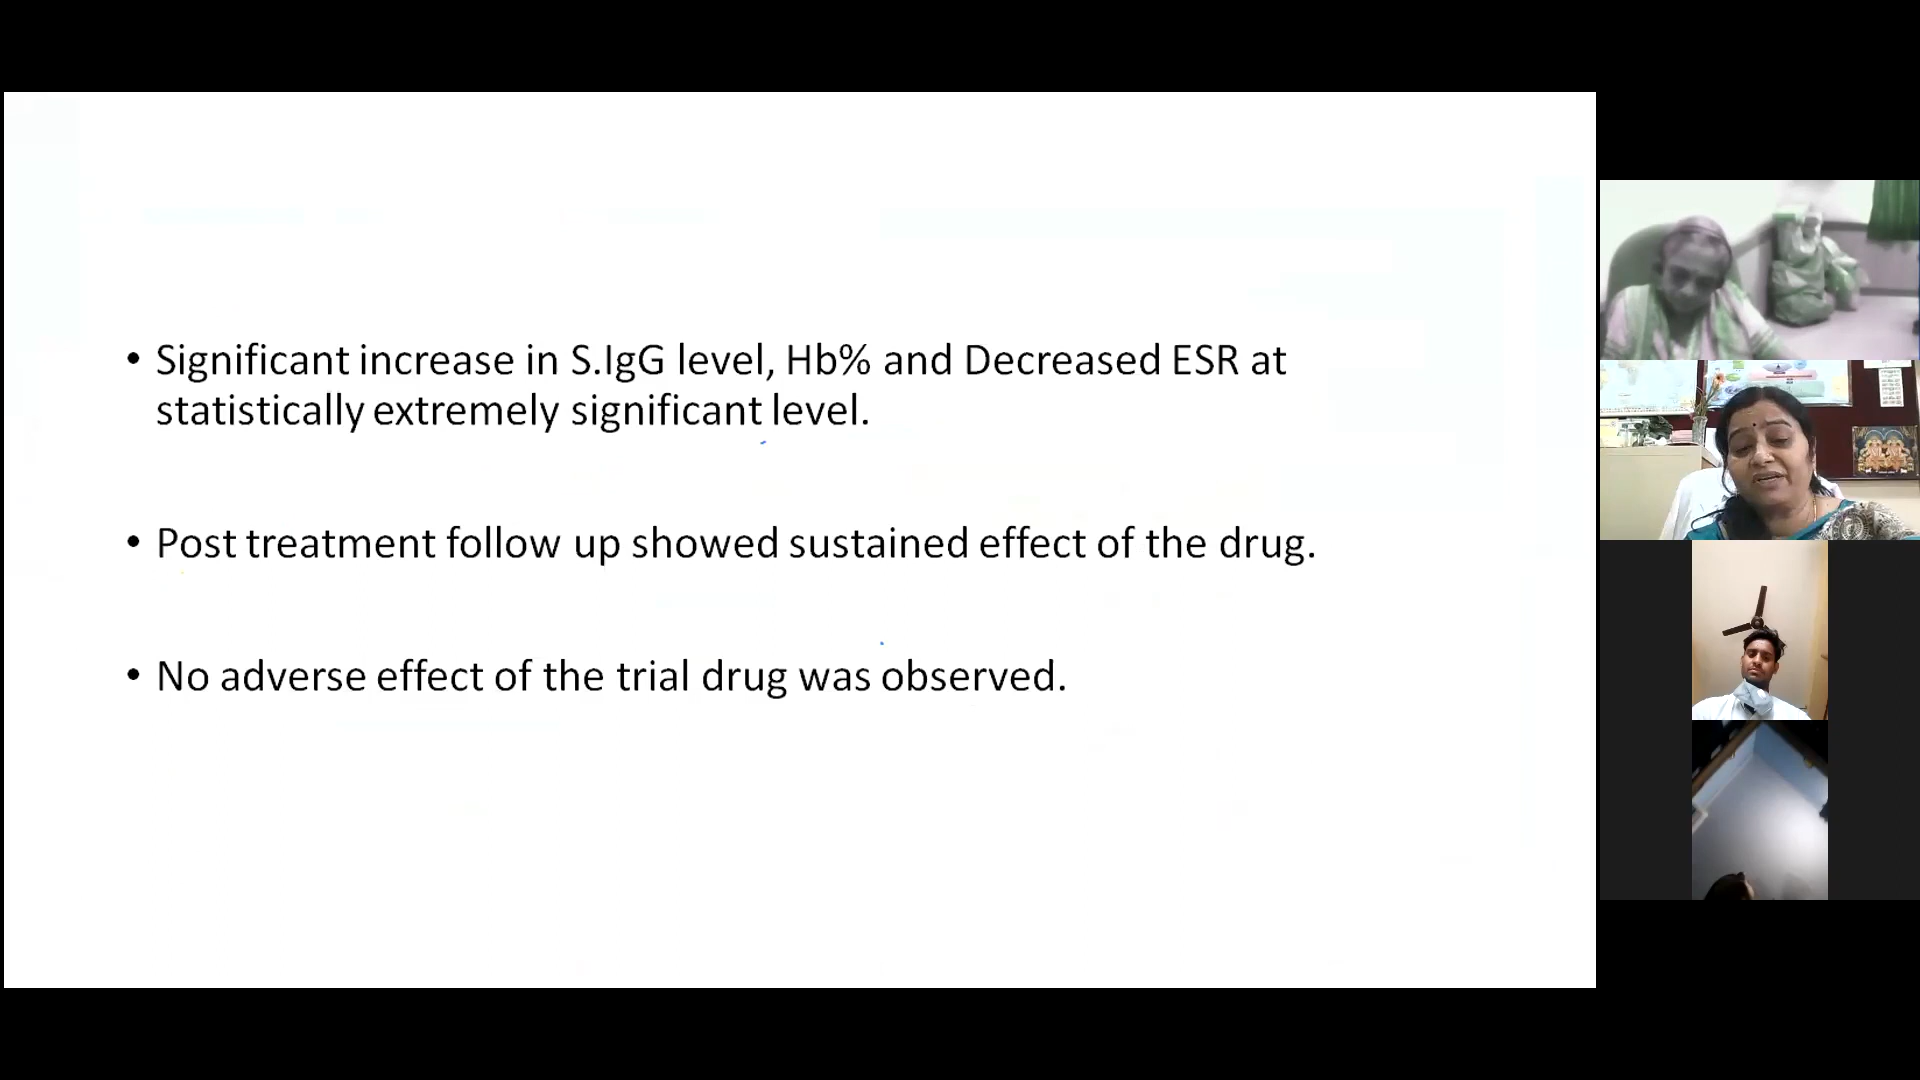 • Significant increase in S.IgG level, Hb% and Decreased ESR at
statistically extremely significant level.
• Post treatment follow up showed sustained effect of the drug.
• No adverse effect of the trial drug was observed.